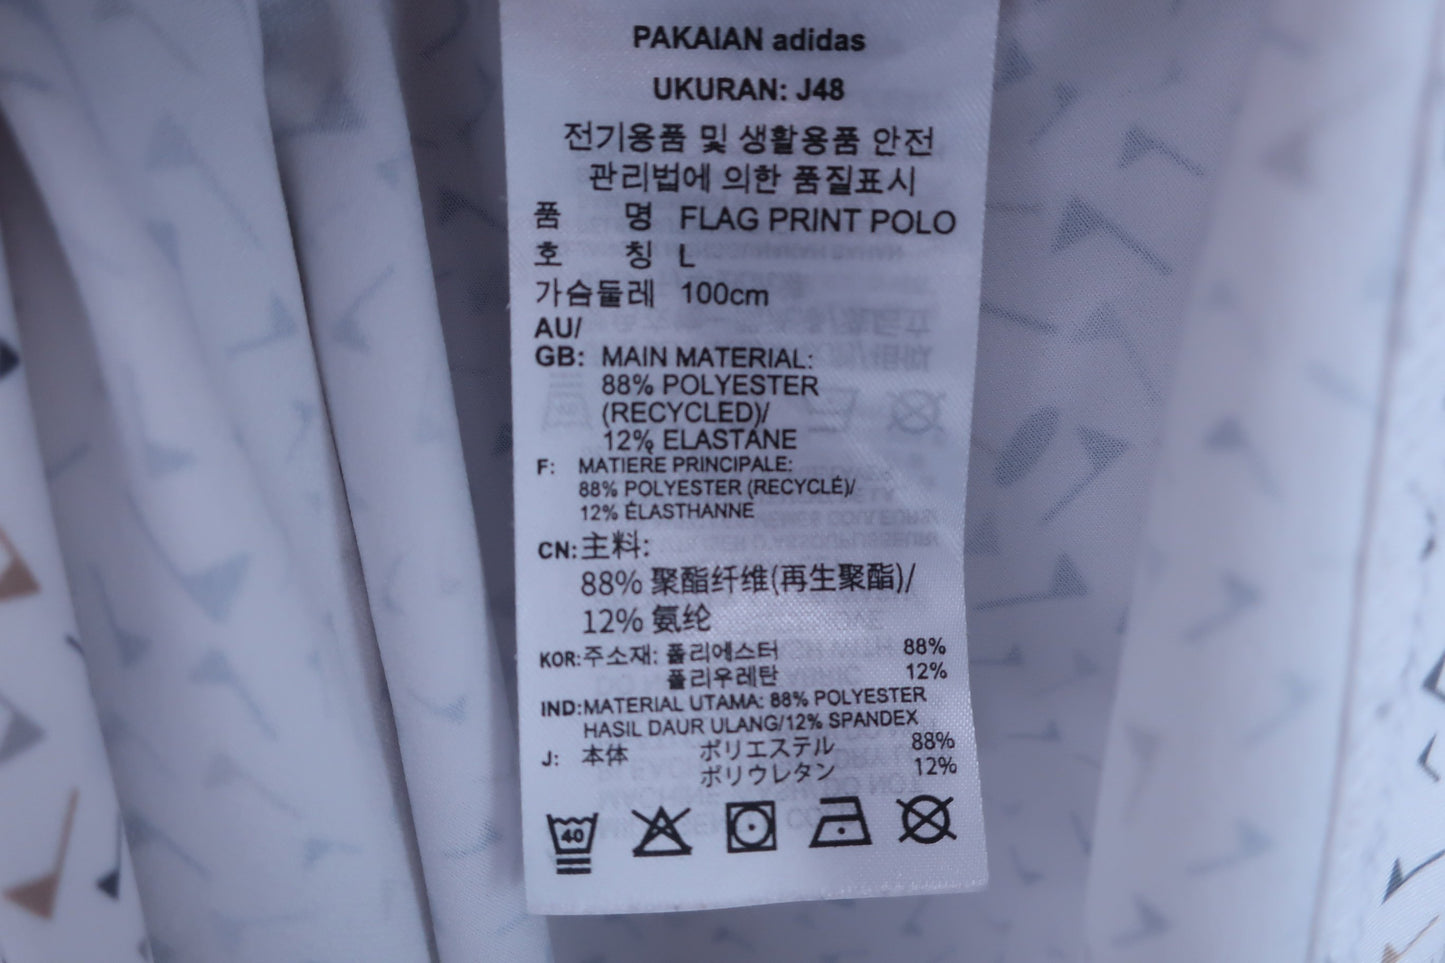 PAKAIAN adidas
UKURAN: J48
전기용품 및 생활용품 안전
관리법에 의한 품질표시
품 명 FLAG PRINT POLO
호 칭 L
가슴둘레 100cm
AU/
GB: MAIN MATERIAL:
88% POLYESTER
(RECYCLED)/
12% ELASTANE
F: MATIERE PRINCIPALE:
88% POLYESTER (RECYCLÉ)/
12% ÉLASTHANNE
CN: 主料:
88% 聚酯纤维(再生聚酯)/
12% 氨纶
KOR: 주소재: 폴리에스터 88%
폴리우레탄 12%
IND: MATERIAL UTAMA: 88% POLYESTER
HASIL DAUR ULANG/12% SPANDEX
J: 本体 ポリエステル 88%
ポリウレタン 12%
40